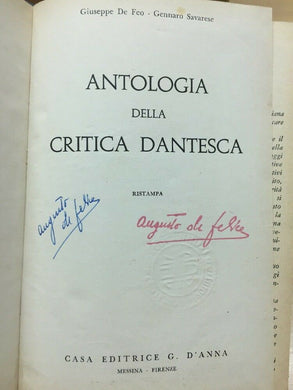 Giuseppe De Feo - Gennaro Savarese
ANTOLOGIA
DELLA
CRITICA DANTESCA
RISTAMPA
augusto
de felice
augusto de felice
CASA EDITRICE G. D'ANNA
MESSINA - FIRENZE